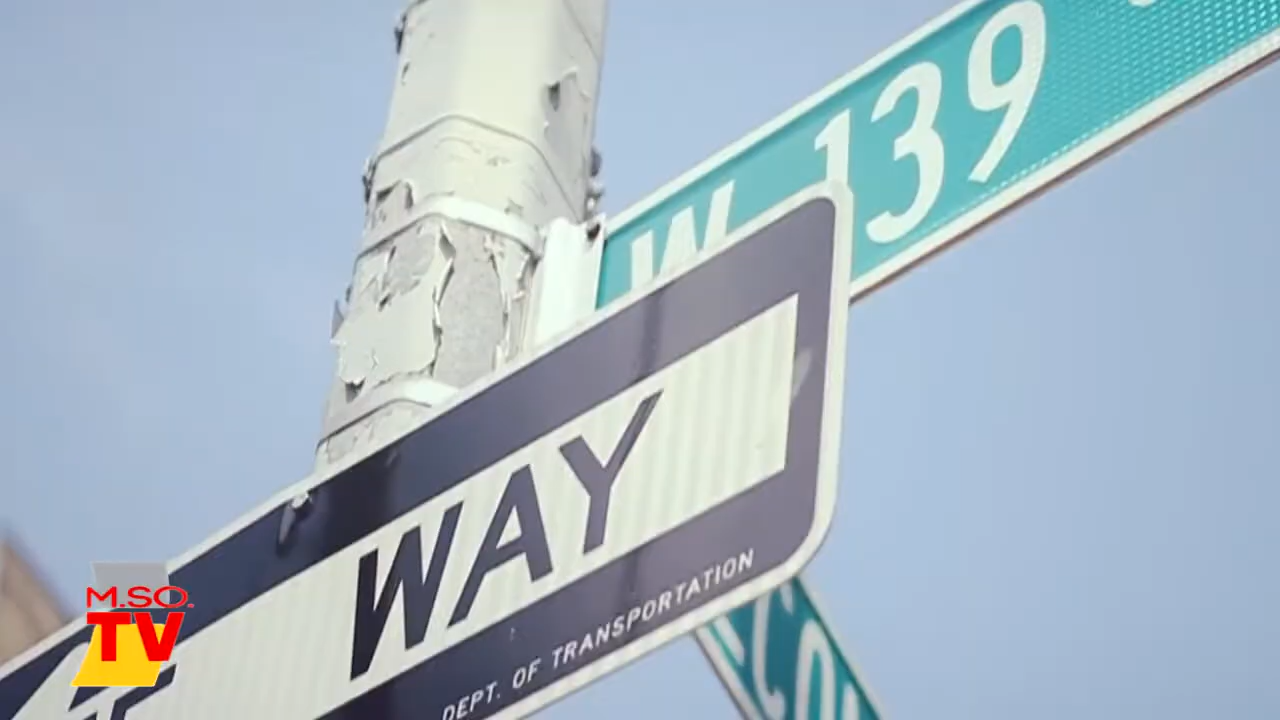 W 139
WAY
DEPT. OF TRANSPORTATION
M.SO.
TV